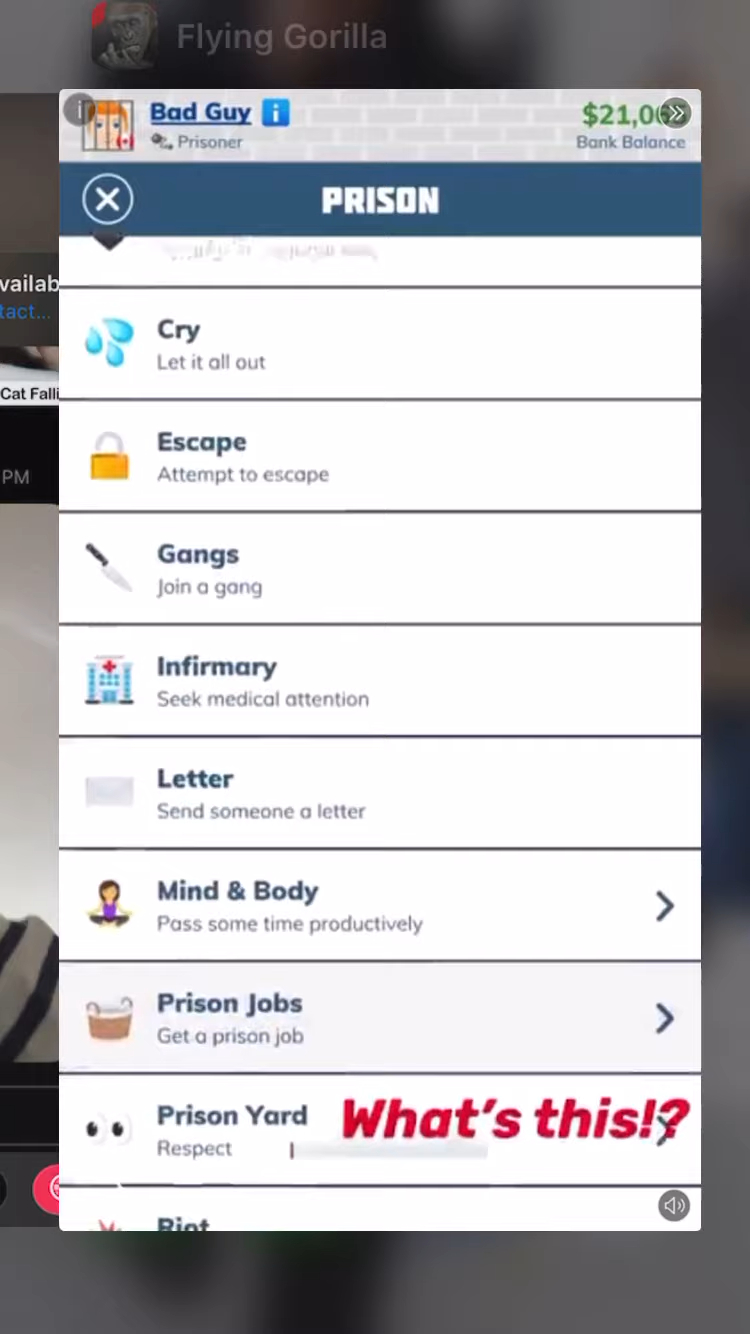 Flying Gorilla
Bad Guy
Prisoner
Bank Balance
PRISON
Cry
Let it all out
Escape
Attempt to escape
Gangs
Join a gang
Infirmary
Seek medical attention
Letter
Send someone a letter
Mind & Body
Pass some time productively
Prison Jobs
Get a prison job
Prison Yard
What's this!?
Respect
Riot
PM